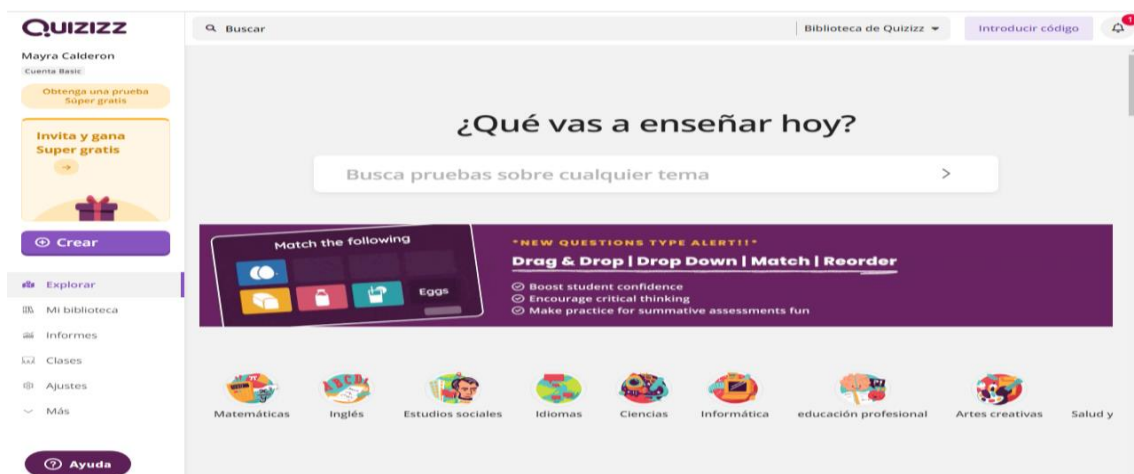 Quizizz
Mayra Calderon
Cuenta Basic
Obtenga una prueba
Súper gratis
Invita y gana
Super gratis
Crear
Explorar
Mi biblioteca
Informes
Clases
Ajustes
Más
Ayuda
Buscar
Biblioteca de Quizizz
Introducir código
1
¿Qué vas a enseñar hoy?
Busca pruebas sobre cualquier tema
Match the following
Eggs
*NEW QUESTIONS TYPE ALERT!!*
Drag & Drop | Drop Down | Match | Reorder
Boost student confidence
Encourage critical thinking
Make practice for summative assessments fun
ABCD
Matemáticas
Inglés
Estudios sociales
Idiomas
Ciencias
Informática
educación profesional
Artes creativas
Salud y